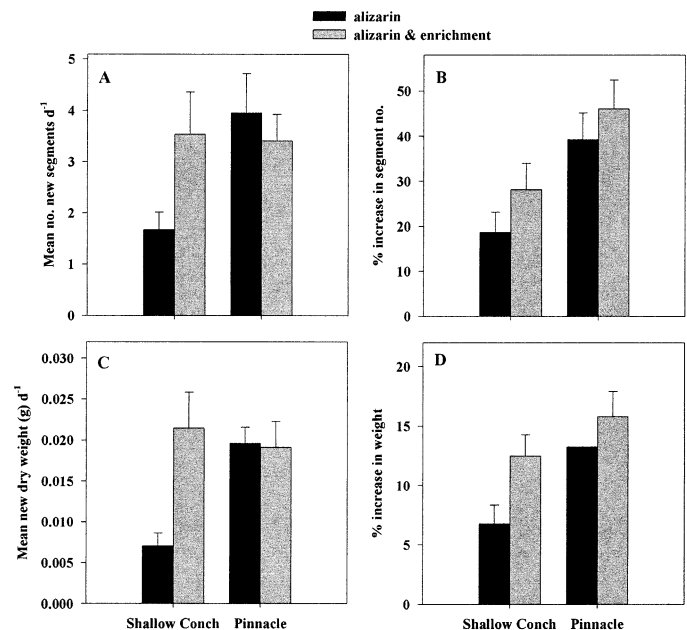 alizarin
alizarin & enrichment
A
Mean no. new segments d-1
5
4
3
2
1
0
B
% increase in segment no.
50
40
30
20
10
0
C
Mean new dry weight (g) d-1
0.030
0.025
0.020
0.015
0.010
0.005
0.000
Shallow Conch Pinnacle
D
% increase in weight
20
15
10
5
0
Shallow Conch Pinnacle